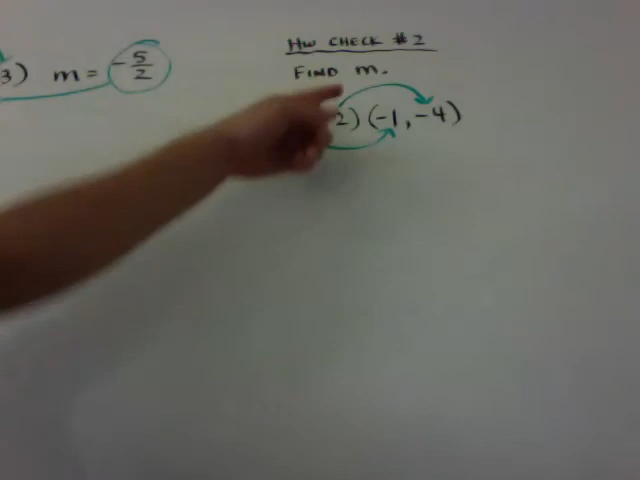 3) m = -5/2
HW CHECK #2
FIND m.
2) (-1, -4)